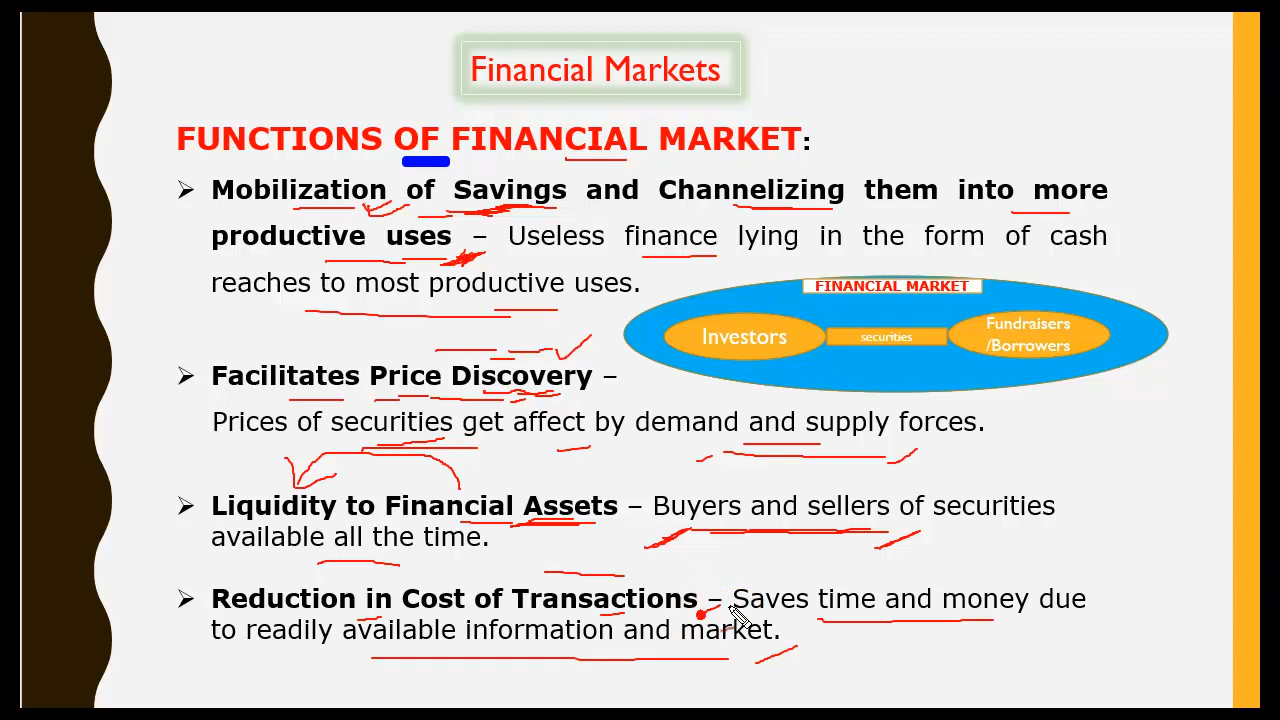 Financial Markets
FUNCTIONS OF FINANCIAL MARKET:
➢ Mobilization of Savings and Channelizing them into more
productive uses – Useless finance lying in the form of cash
reaches to most productive uses.
FINANCIAL MARKET
Investors
securities
Fundraisers
/Borrowers
➢ Facilitates Price Discovery –
Prices of securities get affect by demand and supply forces.
➢ Liquidity to Financial Assets – Buyers and sellers of securities
available all the time.
➢ Reduction in Cost of Transactions – Saves time and money due
to readily available information and market.